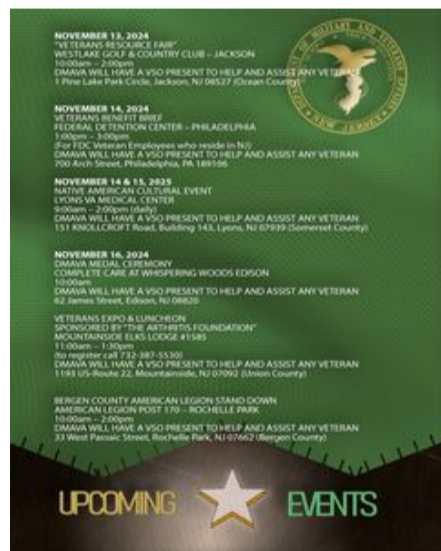 NOVEMBER 13, 2024
"VETERANS RESOURCE FAIR"
WESTLAKE GOLF & COUNTRY CLUB – JACKSON
10:00am – 2:00pm
DMAVA WILL HAVE A VSO PRESENT TO HELP AND ASSIST ANY VETERAN
1 Pine Lake Park Circle, Jackson, NJ 08527 (Ocean County)
NOVEMBER 14, 2024
VETERANS BENEFIT BRIEF
FEDERAL DETENTION CENTER – PHILADELPHIA
1:00pm – 3:00pm
(For FDC Veteran Employees who reside in NJ)
DMAVA WILL HAVE A VSO PRESENT TO HELP AND ASSIST ANY VETERAN
700 Arch Street, Philadelphia, PA 189106
NOVEMBER 14 & 15, 2025
NATIVE AMERICAN CULTURAL EVENT
LYONS VA MEDICAL CENTER
9:00am – 2:00pm (daily)
DMAVA WILL HAVE A VSO PRESENT TO HELP AND ASSIST ANY VETERAN
151 KNOLLCROFT Road, Building 143, Lyons, NJ 07939 (Somerset County)
NOVEMBER 16, 2024
DMAVA MEDAL CEREMONY
COMPLETE CARE AT WHISPERING WOODS EDISON
10:00am
DMAVA WILL HAVE A VSO PRESENT TO HELP AND ASSIST ANY VETERAN
62 James Street, Edison, NJ 08820
VETERANS EXPO & LUNCHEON
SPONSORED BY "THE ARTHRITIS FOUNDATION"
MOUNTAINSIDE ELKS LODGE #1585
11:00am – 1:30pm
(to register call 732-387-5530)
DMAVA WILL HAVE A VSO PRESENT TO HELP AND ASSIST ANY VETERAN
1193 US-Route 22, Mountainside, NJ 07092 (Union County)
BERGEN COUNTY AMERICAN LEGION STAND DOWN
AMERICAN LEGION POST 170 – ROCHELLE PARK
10:00am – 2:00pm
DMAVA WILL HAVE A VSO PRESENT TO HELP AND ASSIST ANY VETERAN
33 West Passaic Street, Rochelle Park, NJ 07662 (Bergen County)
UPCOMING EVENTS